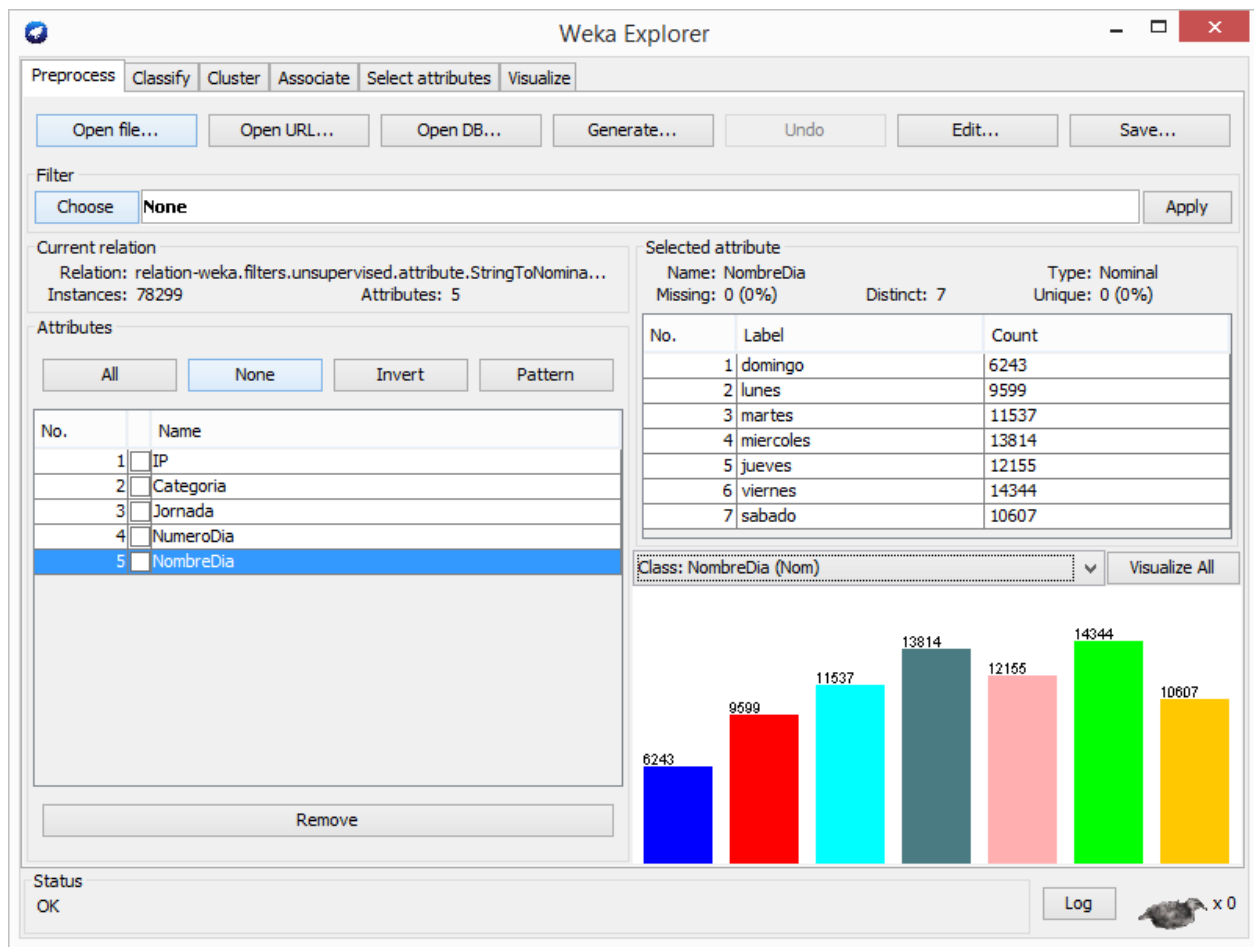 Weka Explorer
Preprocess Classify Cluster Associate Select attributes Visualize
Open file... Open URL... Open DB... Generate... Undo Edit... Save...
Filter
Choose None Apply
Current relation
Relation: relation-weka.filters.unsupervised.attribute.StringToNomina...
Instances: 78299 Attributes: 5
Selected attribute
Name: NombreDia Type: Nominal
Missing: 0 (0%) Distinct: 7 Unique: 0 (0%)
Attributes
All None Invert Pattern
No. Name
1 IP
2 Categoria
3 Jornada
4 NumeroDia
5 NombreDia
Remove
No. Label Count
1 domingo 6243
2 lunes 9599
3 martes 11537
4 miercoles 13814
5 jueves 12155
6 viernes 14344
7 sabado 10607
Class: NombreDia (Nom) Visualize All
6243 9599 11537 13814 12155 14344 10607
Status
OK
Log x 0